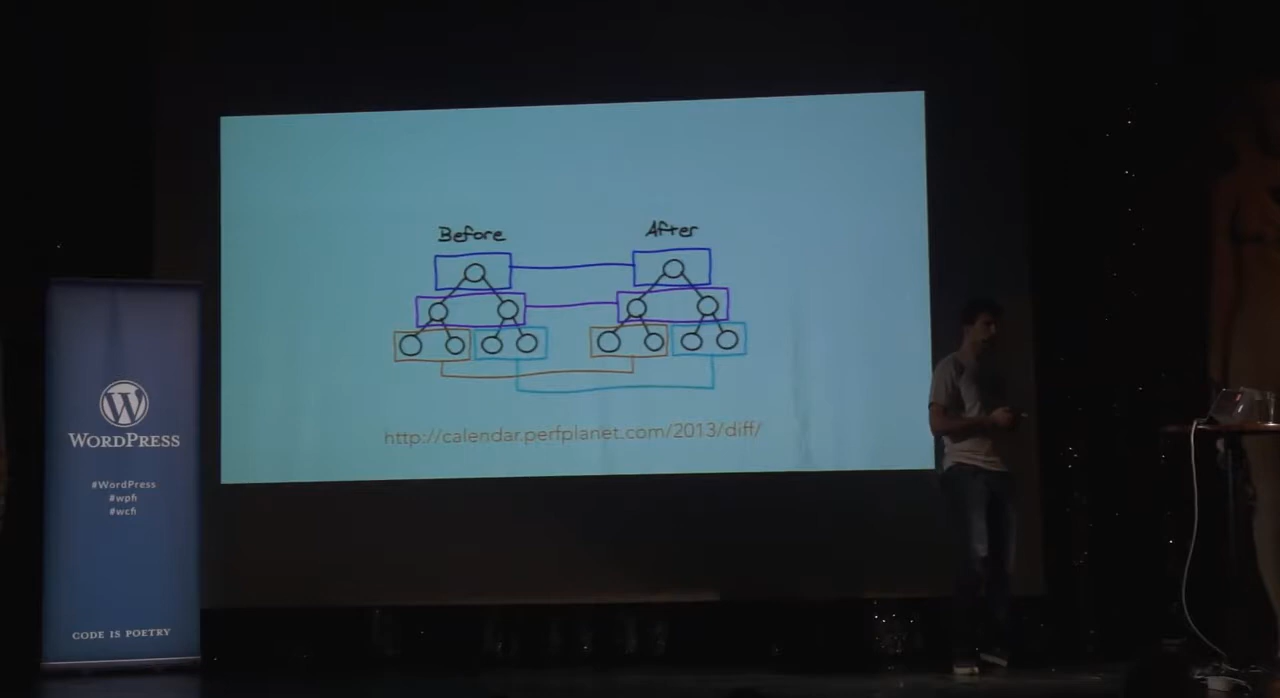 Before
After
http://calendar.perfplanet.com/2013/diff/
WORDPRESS
#WordPress
#wpfi
#wcfi
CODE IS POETRY